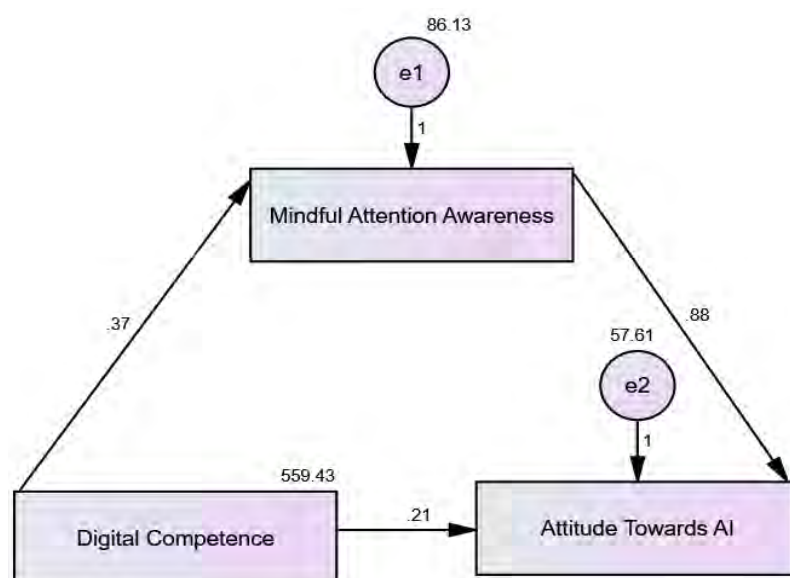 86.13
e1
1
Mindful Attention Awareness
.37
.88
57.61
e2
1
559.43
Digital Competence
.21
Attitude Towards AI